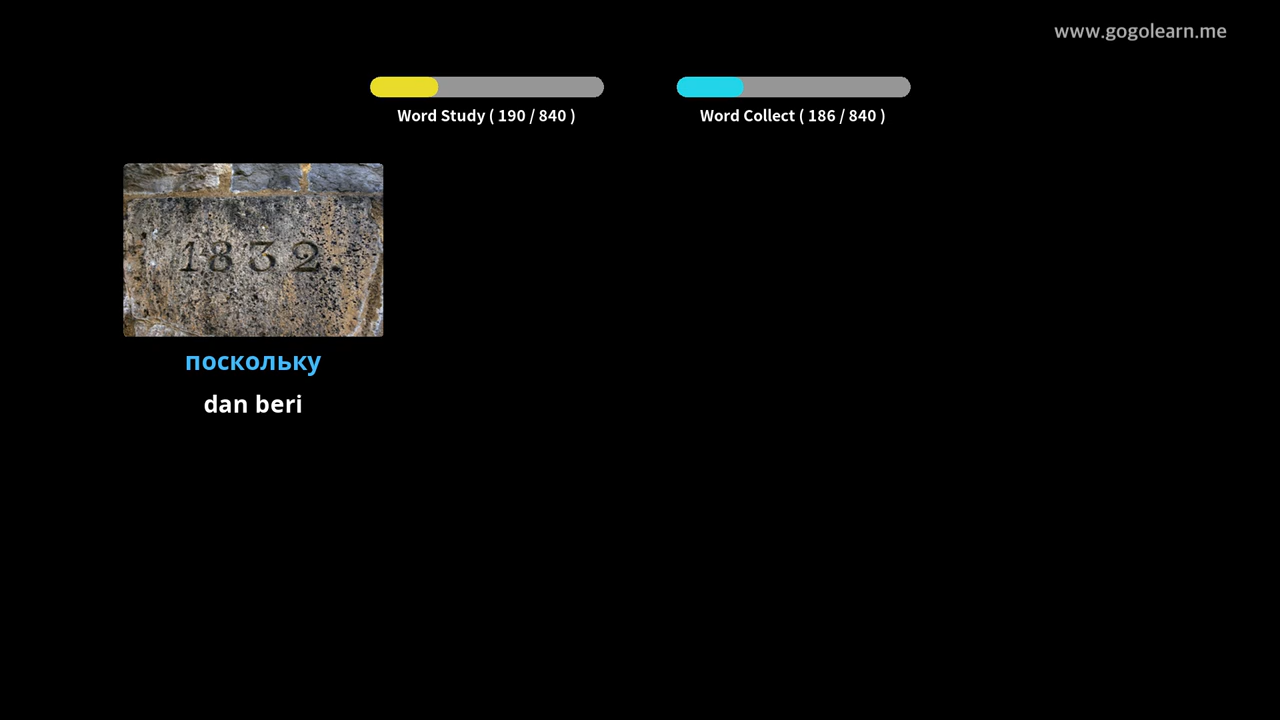 www.gogolearn.me
Word Study ( 190 / 840 )
Word Collect ( 186 / 840 )
1832.
поскольку
dan beri